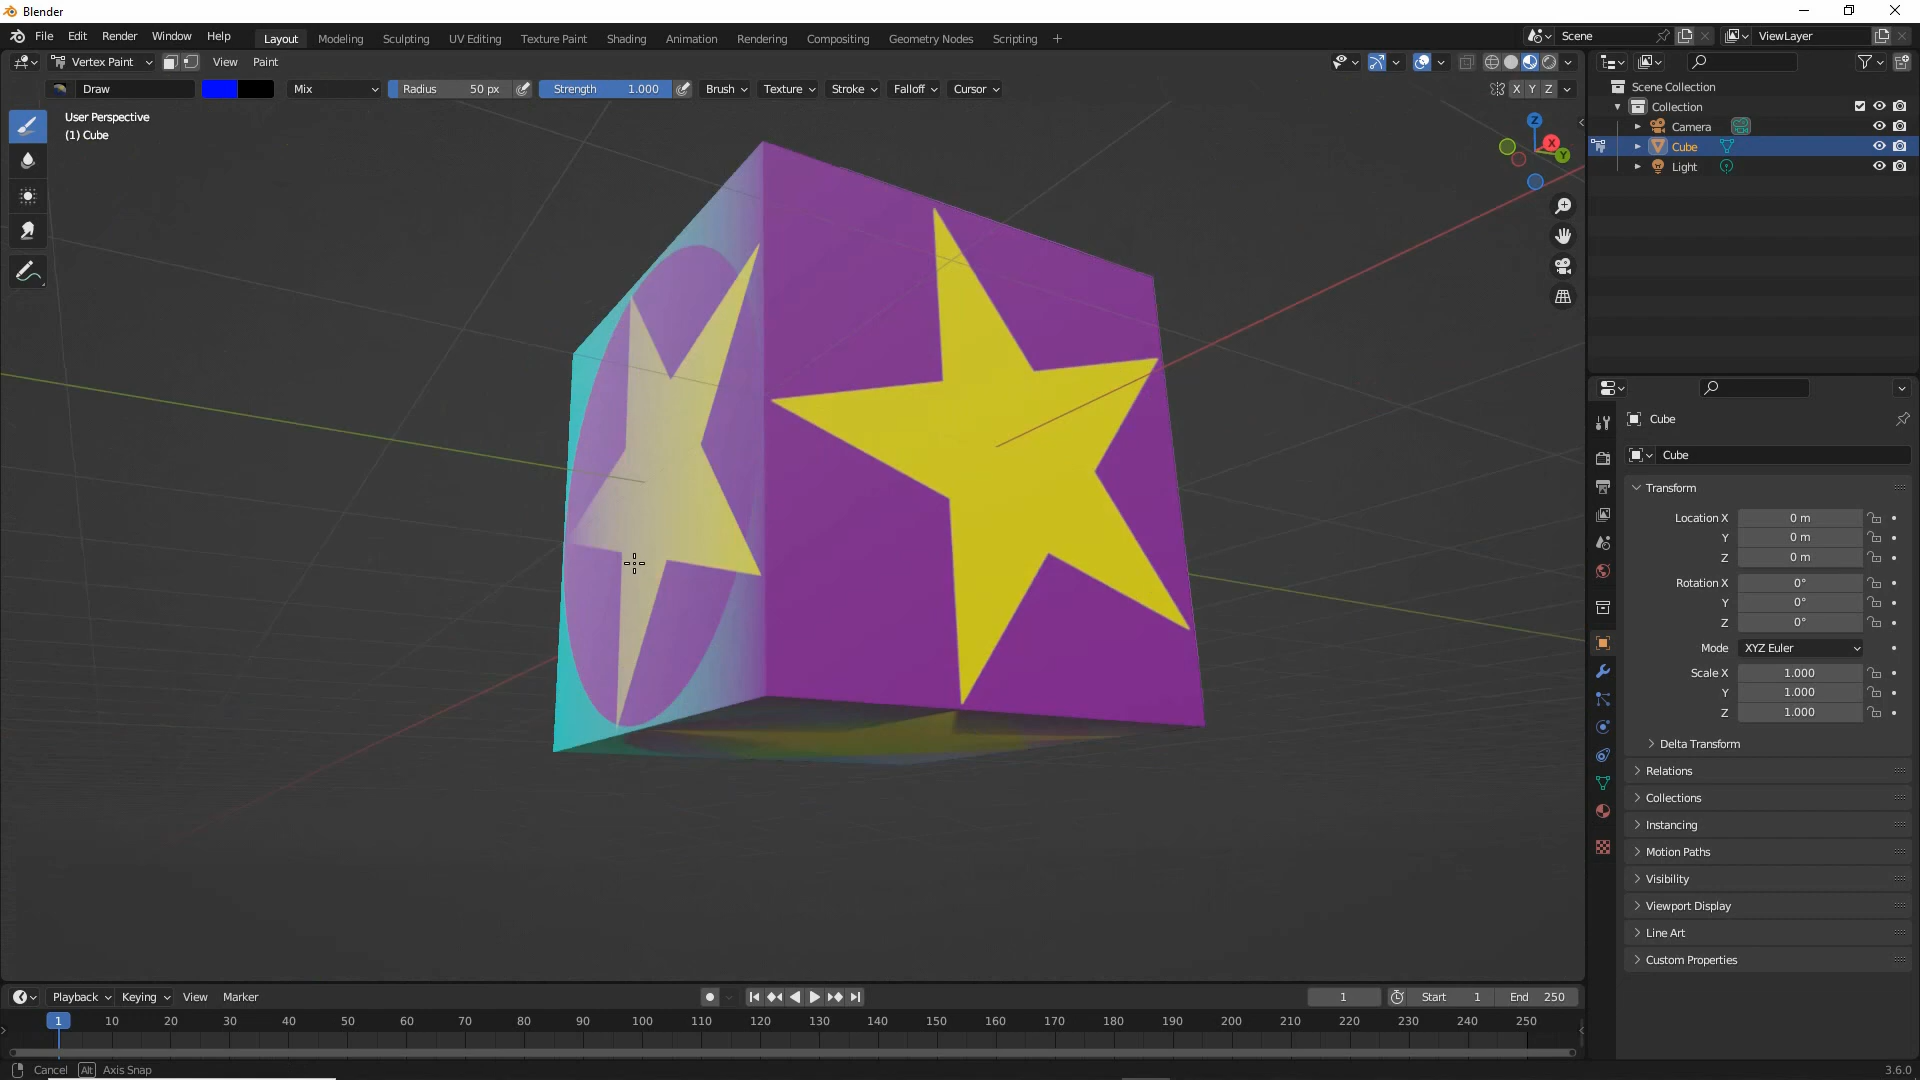 Blender
File Edit Render Window Help Layout Modeling Sculpting UV Editing Texture Paint Shading Animation Rendering Compositing Geometry Nodes Scripting + Scene ViewLayer
Vertex Paint View Paint
Draw Mix Radius 50 px Strength 1.000 Brush Texture Stroke Falloff Cursor X Y Z
User Perspective
(1) Cube
Z
X
Y
Scene Collection
Collection
Camera
Cube
Light
Cube
Cube
Transform
Location X 0 m
Y 0 m
Z 0 m
Rotation X 0°
Y 0°
Z 0°
Mode XYZ Euler
Scale X 1.000
Y 1.000
Z 1.000
Delta Transform
Relations
Collections
Instancing
Motion Paths
Visibility
Viewport Display
Line Art
Custom Properties
Playback Keying View Marker 1 Start 1 End 250
1 10 20 30 40 50 60 70 80 90 100 110 120 130 140 150 160 170 180 190 200 210 220 230 240 250
Cancel Alt Axis Snap 3.6.0